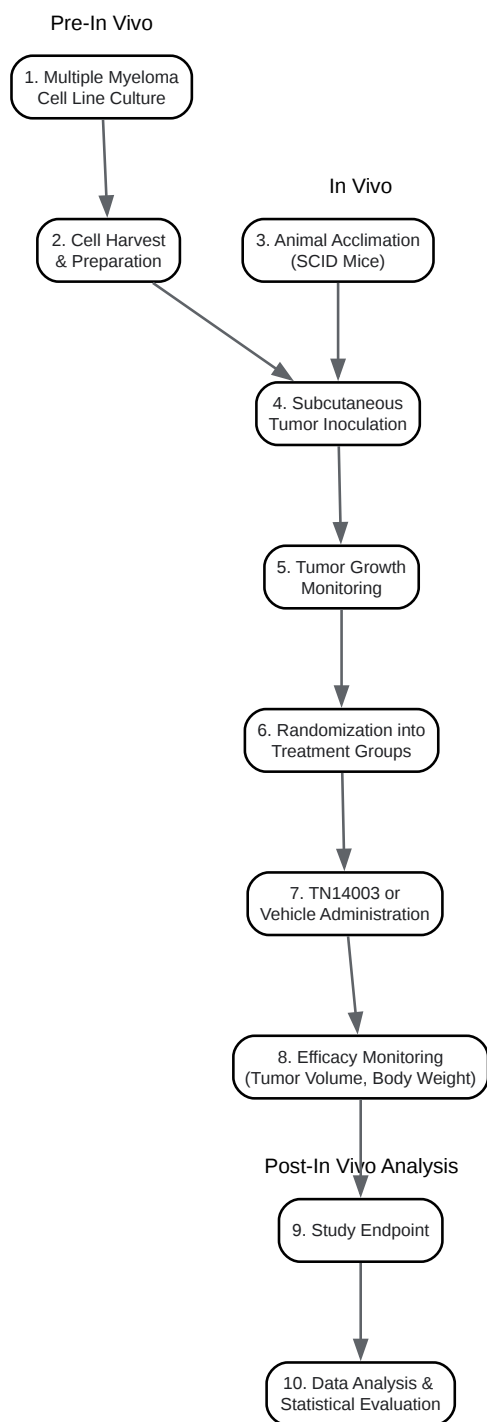 Pre-In Vivo
1. Multiple Myeloma
Cell Line Culture
In Vivo
2. Cell Harvest
& Preparation
3. Animal Acclimation
(SCID Mice)
4. Subcutaneous
Tumor Inoculation
5. Tumor Growth
Monitoring
6. Randomization into
Treatment Groups
7. TN14003 or
Vehicle Administration
8. Efficacy Monitoring
(Tumor Volume, Body Weight)
Post-In Vivo Analysis
9. Study Endpoint
10. Data Analysis &
Statistical Evaluation